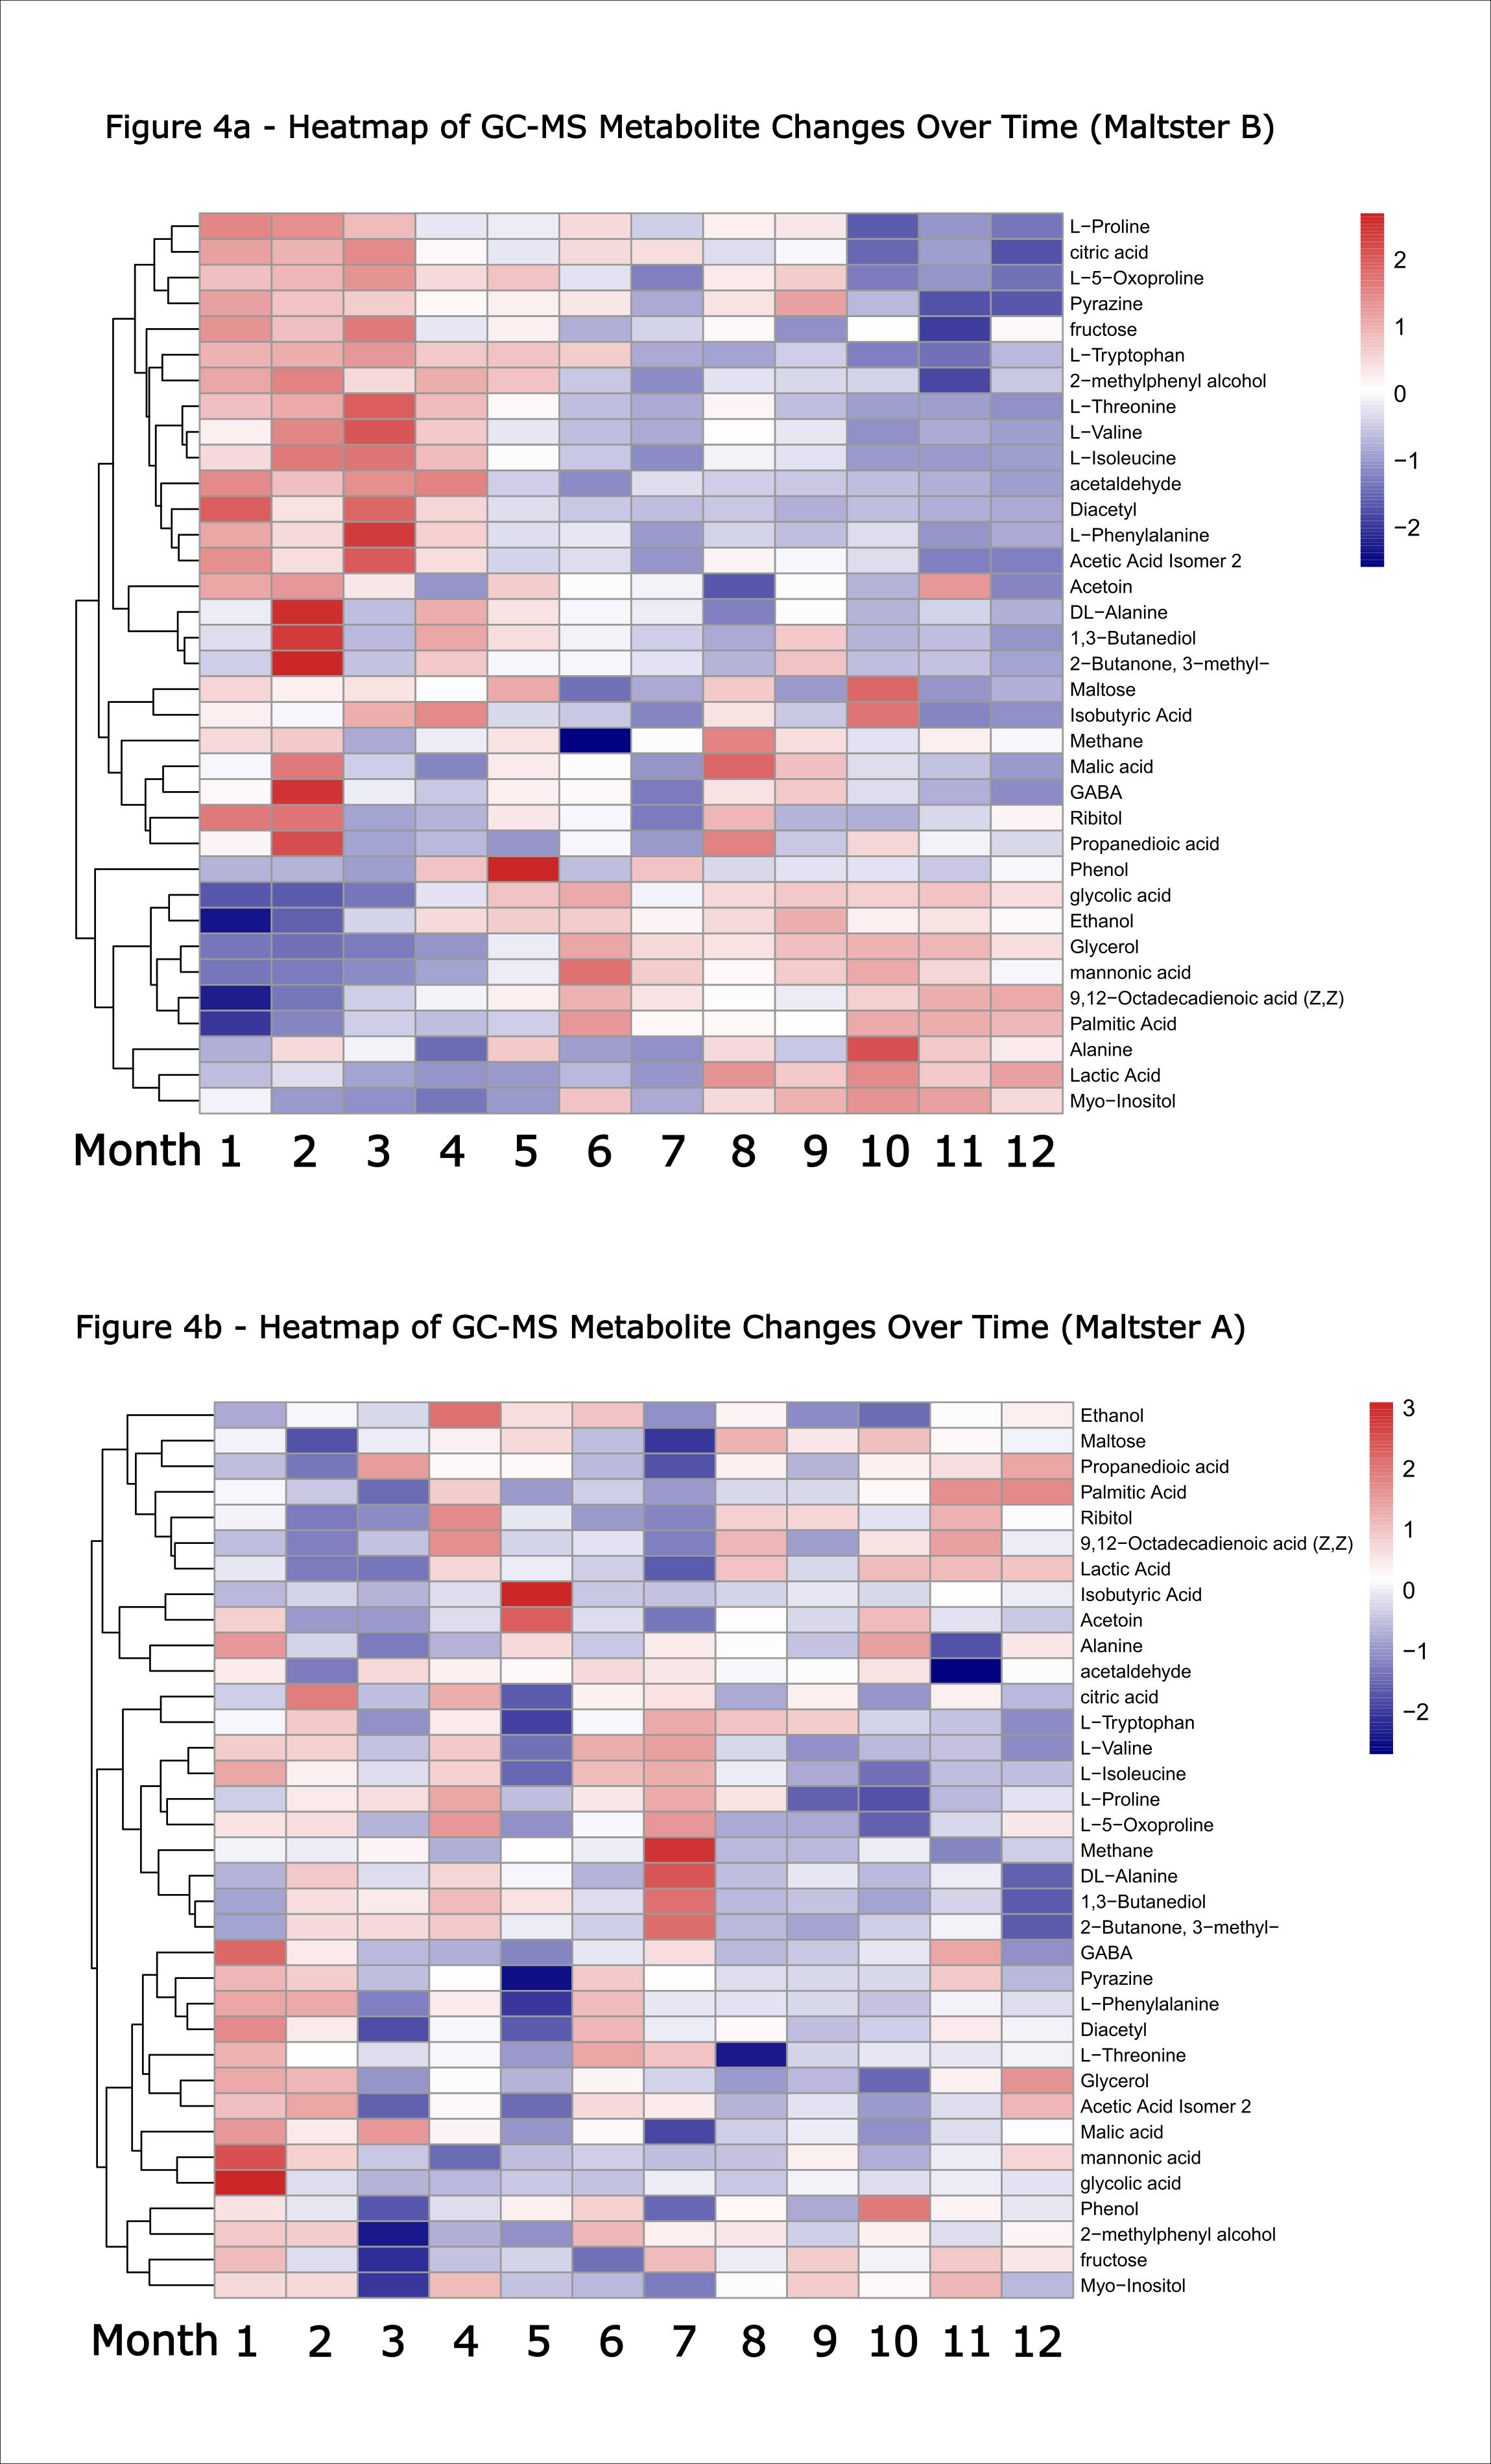 Figure 4a - Heatmap of GC-MS Metabolite Changes Over Time (Maltster B)
L−Proline
citric acid
L−5−Oxoproline
Pyrazine
fructose
L−Tryptophan
2−methylphenyl alcohol
L−Threonine
L−Valine
L−Isoleucine
acetaldehyde
Diacetyl
L−Phenylalanine
Acetic Acid Isomer 2
Acetoin
DL−Alanine
1,3−Butanediol
2−Butanone, 3−methyl−
Maltose
Isobutyric Acid
Methane
Malic acid
GABA
Ribitol
Propanedioic acid
Phenol
glycolic acid
Ethanol
Glycerol
mannonic acid
9,12−Octadecadienoic acid (Z,Z)
Palmitic Acid
Alanine
Lactic Acid
Myo−Inositol
2
1
0
−1
−2
Month 1 2 3 4 5 6 7 8 9 10 11 12
Figure 4b - Heatmap of GC-MS Metabolite Changes Over Time (Maltster A)
Ethanol
Maltose
Propanedioic acid
Palmitic Acid
Ribitol
9,12−Octadecadienoic acid (Z,Z)
Lactic Acid
Isobutyric Acid
Acetoin
Alanine
acetaldehyde
citric acid
L−Tryptophan
L−Valine
L−Isoleucine
L−Proline
L−5−Oxoproline
Methane
DL−Alanine
1,3−Butanediol
2−Butanone, 3−methyl−
GABA
Pyrazine
L−Phenylalanine
Diacetyl
L−Threonine
Glycerol
Acetic Acid Isomer 2
Malic acid
mannonic acid
glycolic acid
Phenol
2−methylphenyl alcohol
fructose
Myo−Inositol
3
2
1
0
−1
−2
Month 1 2 3 4 5 6 7 8 9 10 11 12